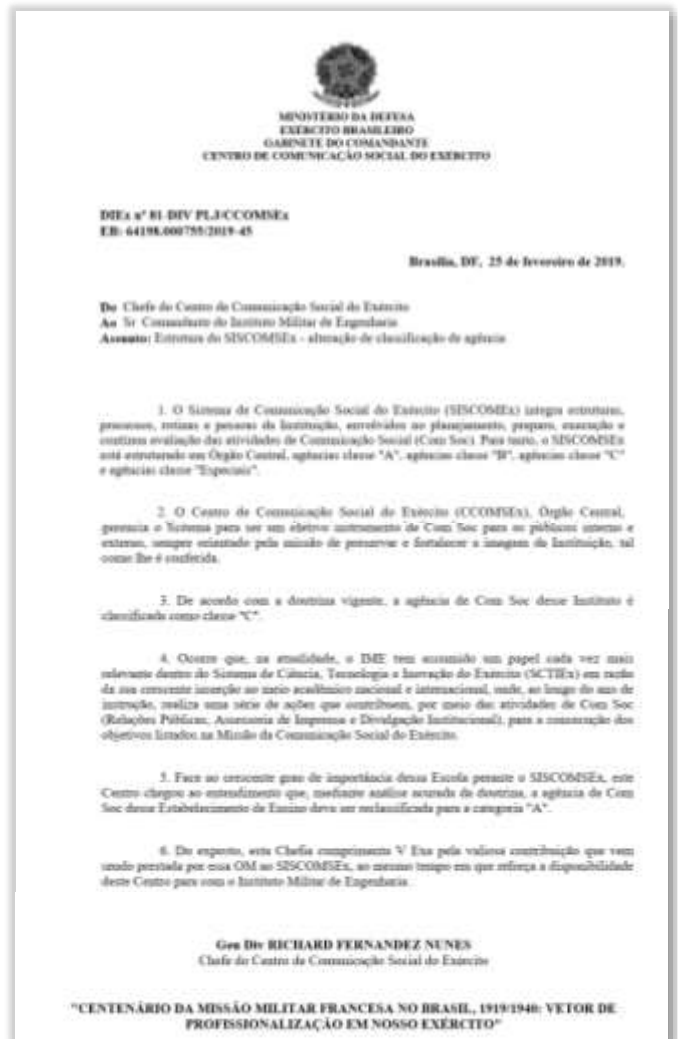 MINISTÉRIO DA DEFESA
EXÉRCITO BRASILEIRO
GABINETE DO COMANDANTE
CENTRO DE COMUNICAÇÃO SOCIAL DO EXÉRCITO
DIEx nº 81-DIV PLJ/CCOMSEx
EB: 64198.000755/2019-45
Brasília, DF, 25 de fevereiro de 2019.
Do Chefe do Centro de Comunicação Social do Exército
Ao Sr Comandante do Instituto Militar de Engenharia
Assunto: Estrutura do SISCOMSEx - alteração de classificação de agência
1. O Sistema de Comunicação Social do Exército (SISCOMSEx) integra estruturas,
processos, rotinas e pessoas da Instituição, envolvidos no planejamento, preparo, execução e
contínua avaliação das atividades de Comunicação Social (Com Soc). Para tanto, o SISCOMSEx
está estruturado em Órgão Central, agências classe "A", agências classe "B", agências classe "C"
e agências classe "Especiais".
2. O Centro de Comunicação Social do Exército (CCOMSEx), Órgão Central,
gerencia o Sistema para ser um efetivo instrumento de Com Soc para os públicos interno e
externo, sempre orientado pela missão de preservar e fortalecer a imagem da Instituição, tal
como lhe é conferida.
3. De acordo com a doutrina vigente, a agência de Com Soc desse Instituto é
classificada como classe "C".
4. Ocorre que, na atualidade, o IME tem assumido um papel cada vez mais
relevante dentro do Sistema de Ciência, Tecnologia e Inovação do Exército (SCTIEx) em razão
da sua crescente inserção no meio acadêmico nacional e internacional, onde, ao longo do ano de
instrução, realiza uma série de ações que contribuem, por meio das atividades de Com Soc
(Relações Públicas, Assessoria de Imprensa e Divulgação Institucional), para a consecução dos
objetivos listados na Missão da Comunicação Social do Exército.
5. Face ao crescente grau de importância dessa Escola perante o SISCOMSEx, este
Centro chegou ao entendimento que, mediante análise acurada da doutrina, a agência de Com
Soc desse Estabelecimento de Ensino deva ser reclassificada para a categoria "A".
6. Do exposto, esta Chefia cumprimenta V Exa pela valiosa contribuição que vem
sendo prestada por essa OM ao SISCOMSEx, ao mesmo tempo em que reforça a disponibilidade
deste Centro para com o Instituto Militar de Engenharia.
Gen Div RICHARD FERNANDEZ NUNES
Chefe do Centro de Comunicação Social do Exército
"CENTENÁRIO DA MISSÃO MILITAR FRANCESA NO BRASIL, 1919/1940: VETOR DE
PROFISSIONALIZAÇÃO EM NOSSO EXÉRCITO"